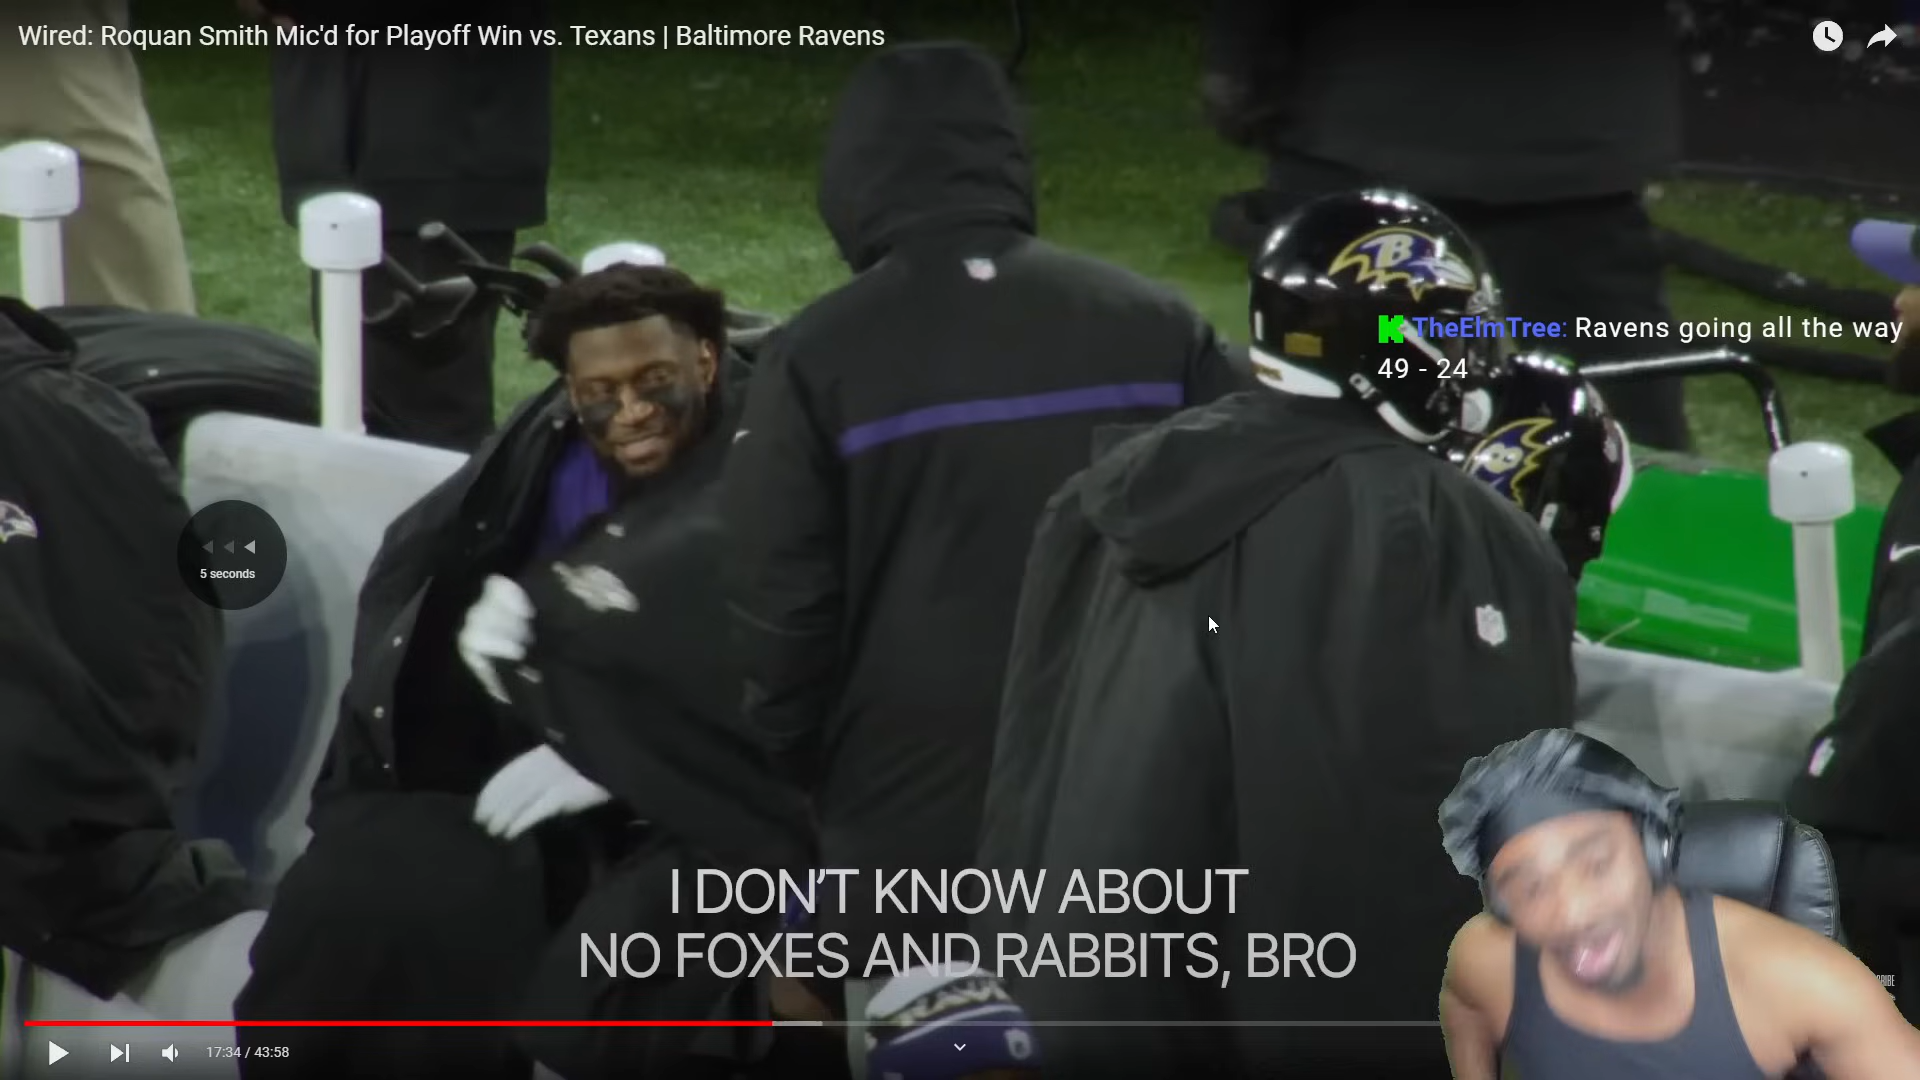 Wired: Roquan Smith Mic'd for Playoff Win vs. Texans | Baltimore Ravens
B
TheElmTree: Ravens going all the way
49 - 24
5 seconds
I DON'T KNOW ABOUT
NO FOXES AND RABBITS, BRO
17:34 / 43:58